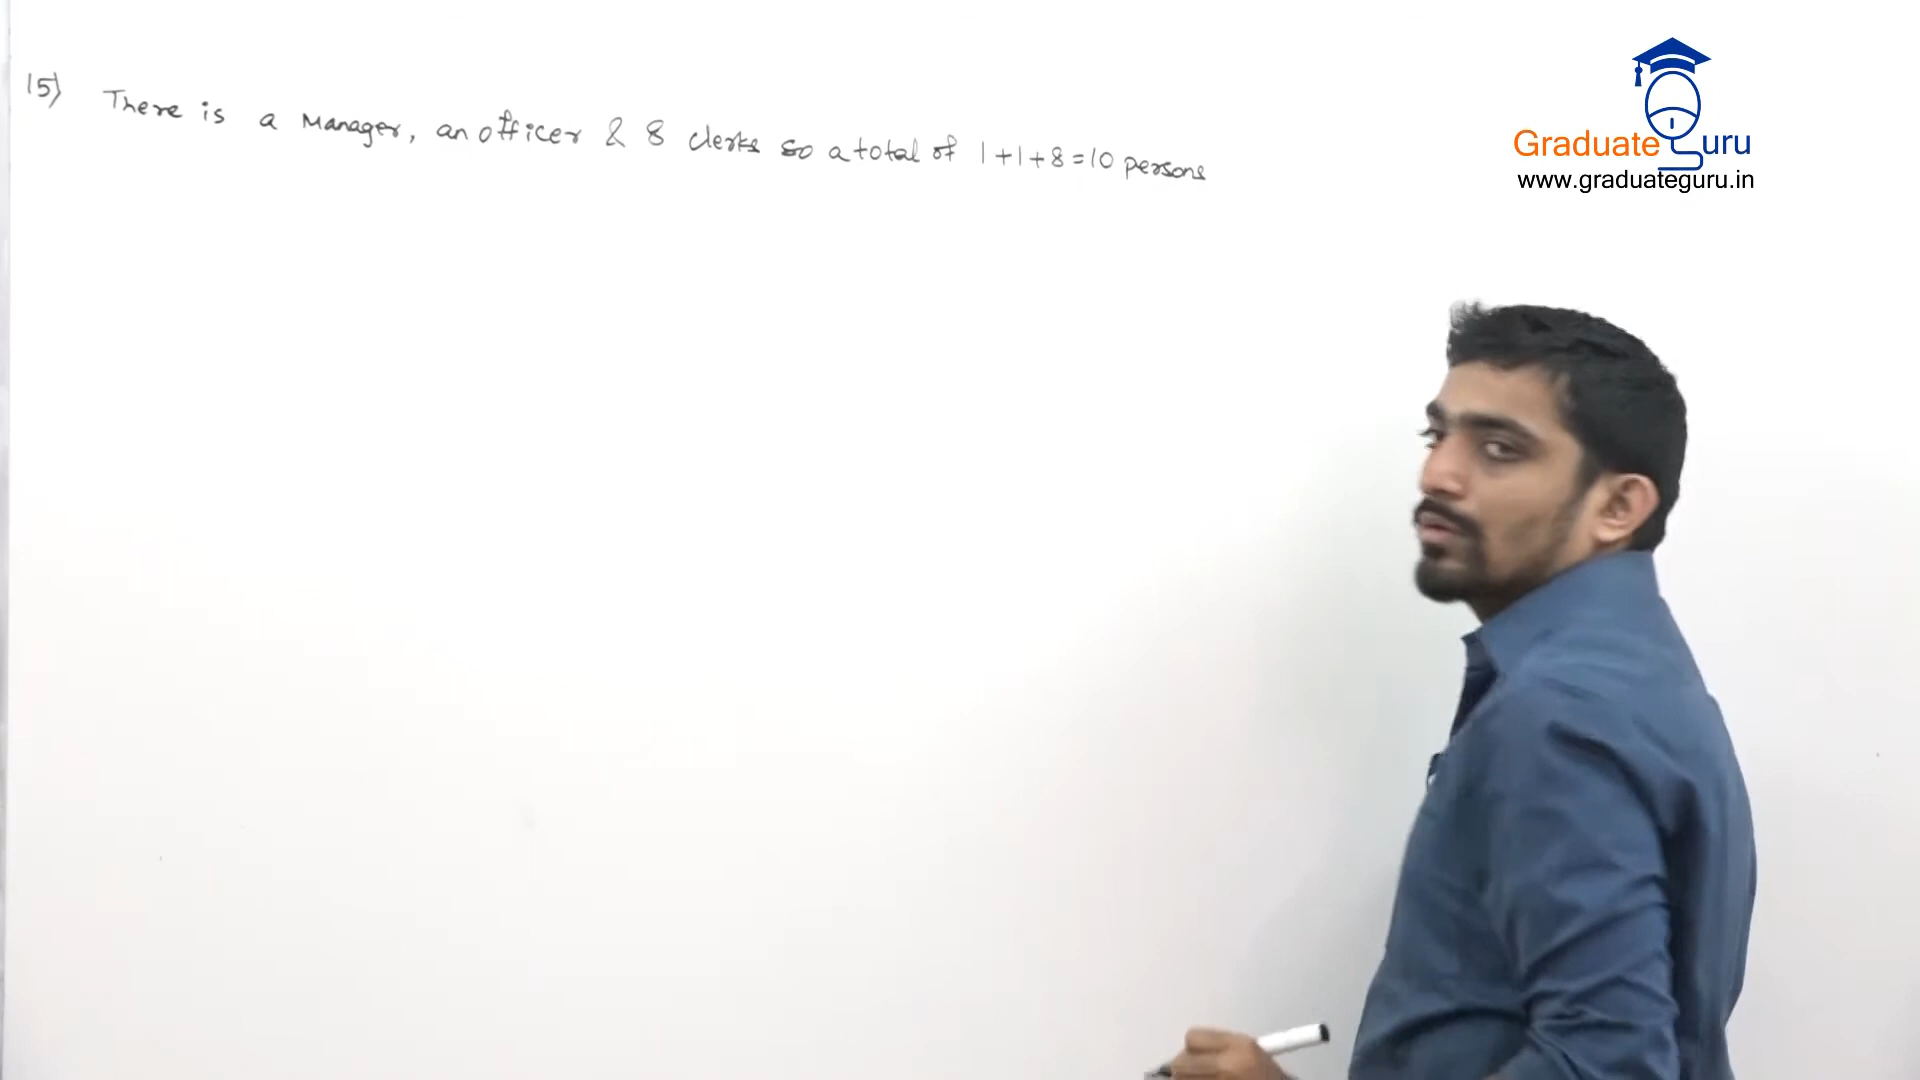 15) There is a Manager, an officer & 8 clerks so a total of 1+1+8=10 persons
Graduate Guru
www.graduateguru.in